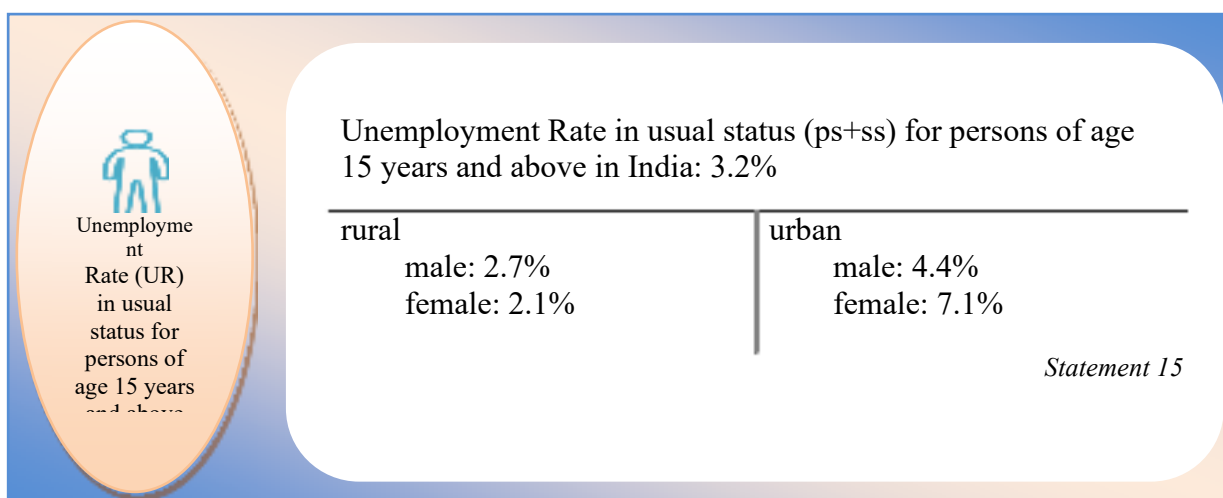 Unemployme
nt
Rate (UR)
in usual
status for
persons of
age 15 years
and above
Unemployment Rate in usual status (ps+ss) for persons of age
15 years and above in India: 3.2%
rural
male: 2.7%
female: 2.1%
urban
male: 4.4%
female: 7.1%
Statement 15